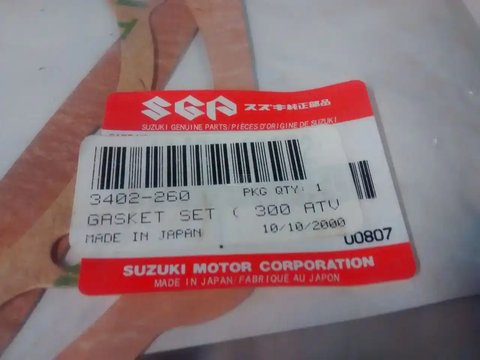 SGP スズキ純正部品
SUZUKI GENUINE PARTS/PIÈCES D'ORIGINE DE SUZUKI
3402-260 PKG QTY: 1
GASKET SET ( 300 ATV
MADE IN JAPAN 10/10/2000
00807
SUZUKI MOTOR CORPORATION
MADE IN JAPAN/FABRIQUE AU JAPON